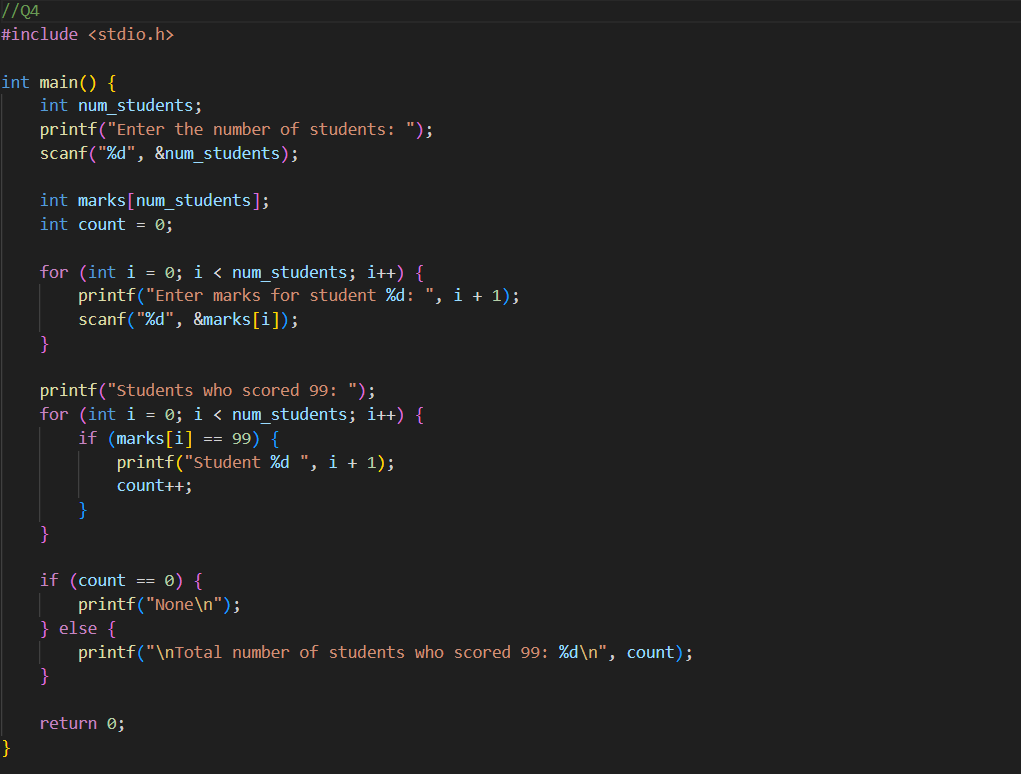 //Q4
#include <stdio.h>
int main() {
    int num_students;
    printf("Enter the number of students: ");
    scanf("%d", &num_students);
    int marks[num_students];
    int count = 0;
    for (int i = 0; i < num_students; i++) {
        printf("Enter marks for student %d: ", i + 1);
        scanf("%d", &marks[i]);
    }
    printf("Students who scored 99: ");
    for (int i = 0; i < num_students; i++) {
        if (marks[i] == 99) {
            printf("Student %d ", i + 1);
            count++;
        }
    }
    if (count == 0) {
        printf("None\n");
    } else {
        printf("\nTotal number of students who scored 99: %d\n", count);
    }
    return 0;
}